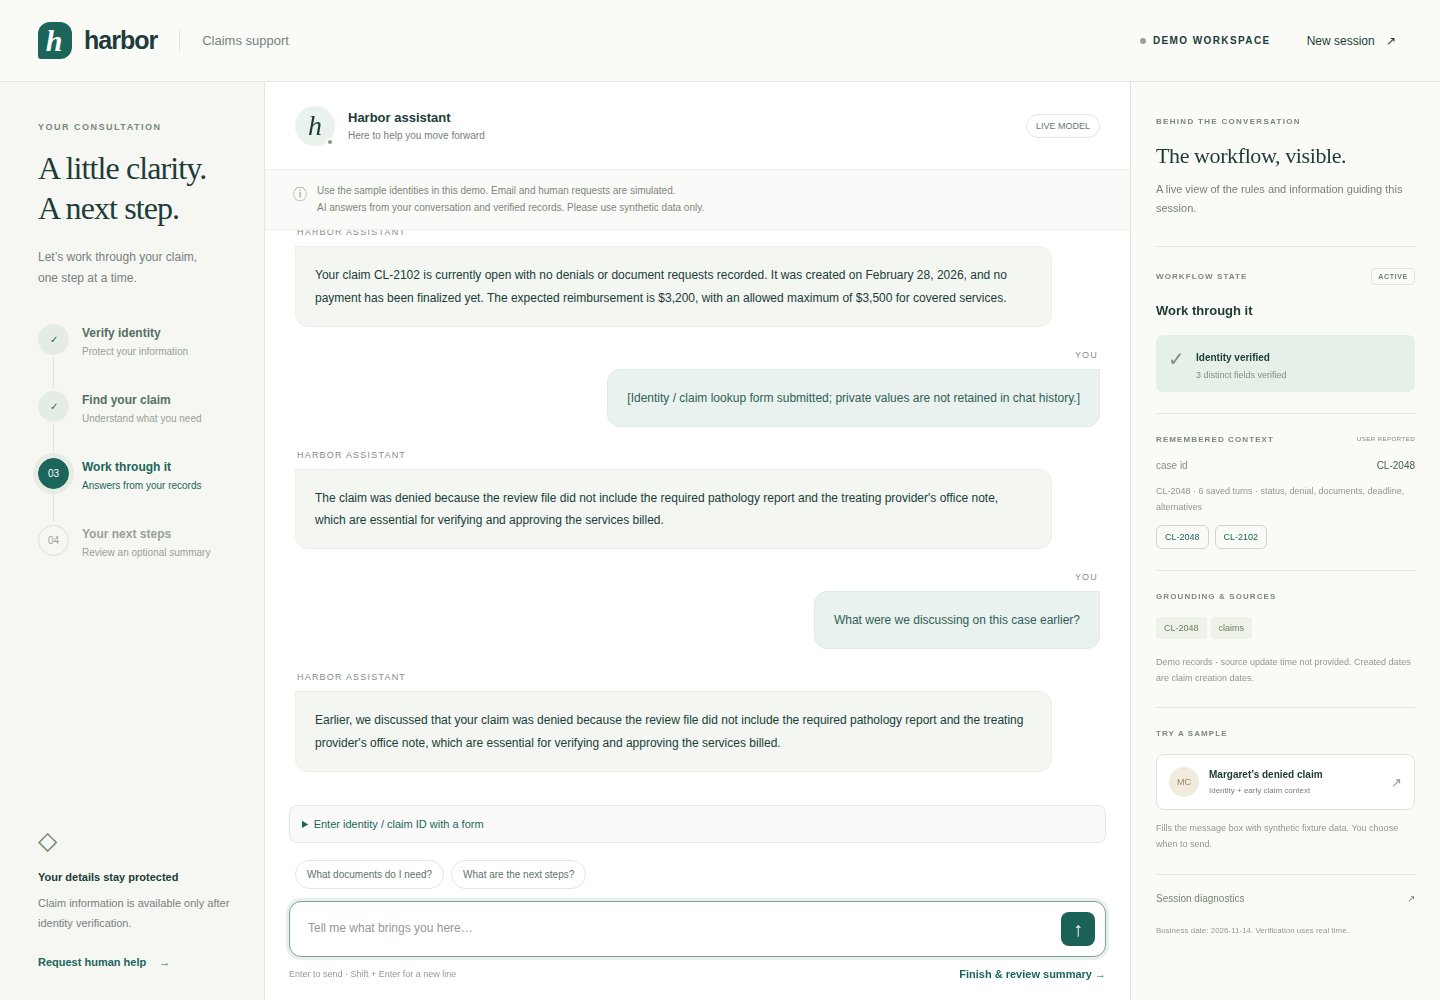 h harbor Claims support
DEMO WORKSPACE New session ↗
YOUR CONSULTATION
A little clarity.
A next step.
Let's work through your claim,
one step at a time.
✓ Verify identity
Protect your information
✓ Find your claim
Understand what you need
03 Work through it
Answers from your records
04 Your next steps
Review an optional summary
Your details stay protected
Claim information is available only after
identity verification.
Request human help →
h Harbor assistant
Here to help you move forward
LIVE MODEL
Use the sample identities in this demo. Email and human requests are simulated.
AI answers from your conversation and verified records. Please use synthetic data only.
HARBOR ASSISTANT
Your claim CL-2102 is currently open with no denials or document requests recorded. It was created on February 28, 2026, and no
payment has been finalized yet. The expected reimbursement is $3,200, with an allowed maximum of $3,500 for covered services.
YOU
[Identity / claim lookup form submitted; private values are not retained in chat history.]
HARBOR ASSISTANT
The claim was denied because the review file did not include the required pathology report and the treating provider's office note,
which are essential for verifying and approving the services billed.
YOU
What were we discussing on this case earlier?
HARBOR ASSISTANT
Earlier, we discussed that your claim was denied because the review file did not include the required pathology report and the treating
provider's office note, which are essential for verifying and approving the services billed.
▶ Enter identity / claim ID with a form
What documents do I need? What are the next steps?
Tell me what brings you here…
↑
Enter to send · Shift + Enter for a new line
Finish & review summary →
BEHIND THE CONVERSATION
The workflow, visible.
A live view of the rules and information guiding this
session.
WORKFLOW STATE ACTIVE
Work through it
✓ Identity verified
3 distinct fields verified
REMEMBERED CONTEXT USER REPORTED
case id CL-2048
CL-2048 · 6 saved turns · status, denial, documents, deadline,
alternatives
CL-2048 CL-2102
GROUNDING & SOURCES
CL-2048 claims
Demo records · source update time not provided. Created dates
are claim creation dates.
TRY A SAMPLE
MC Margaret's denied claim ↗
Identity + early claim context
Fills the message box with synthetic fixture data. You choose
when to send.
Session diagnostics ↗
Business date: 2026-11-14. Verification uses real time.